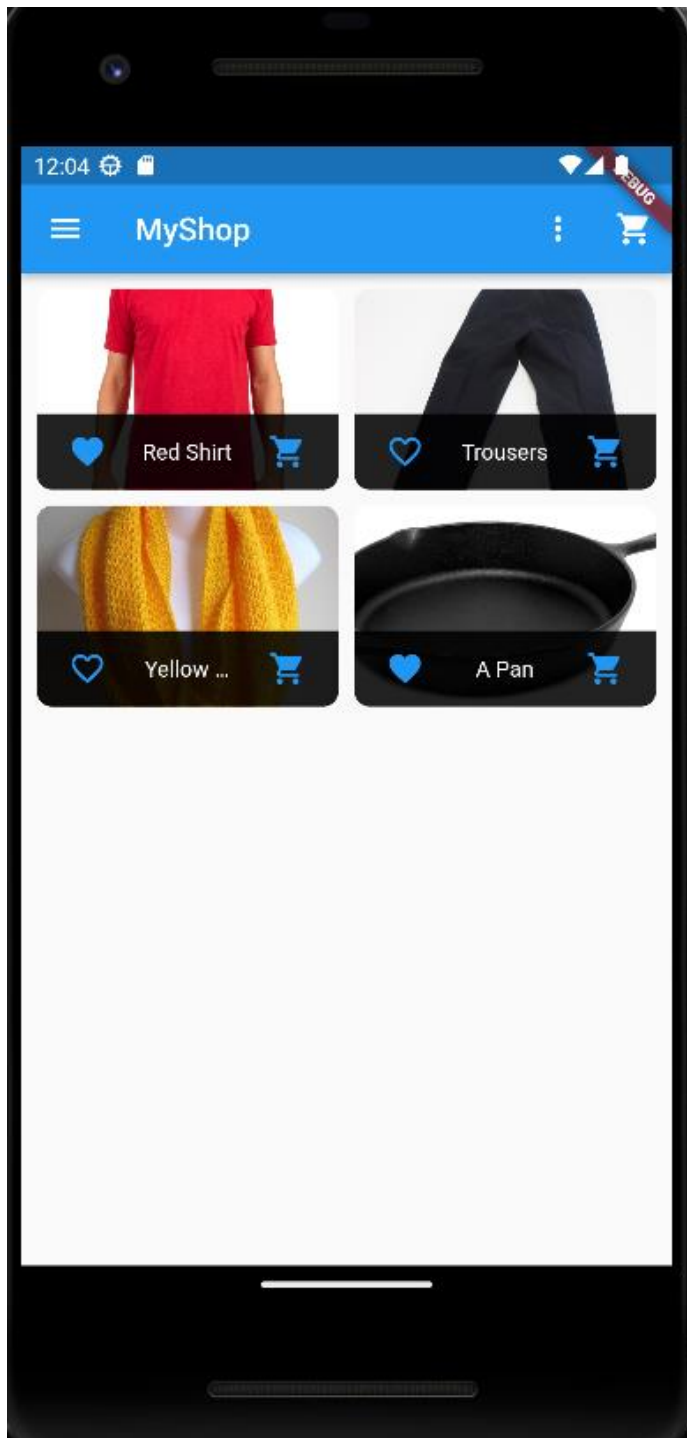 12:04
DEBUG
MyShop
Red Shirt
Trousers
Yellow ...
A Pan